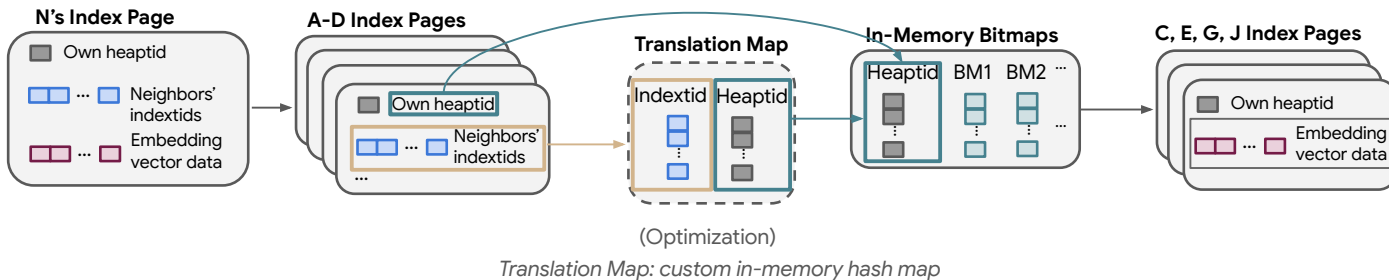 N's Index Page
Own heaptid
... Neighbors'
indextids
... Embedding
vector data
A-D Index Pages
Own heaptid
... Neighbors'
indextids
...
Translation Map
Indextid Heaptid
...
(Optimization)
Translation Map: custom in-memory hash map
In-Memory Bitmaps
Heaptid BM1 BM2 ...
...
C, E, G, J Index Pages
Own heaptid
... Embedding
vector data